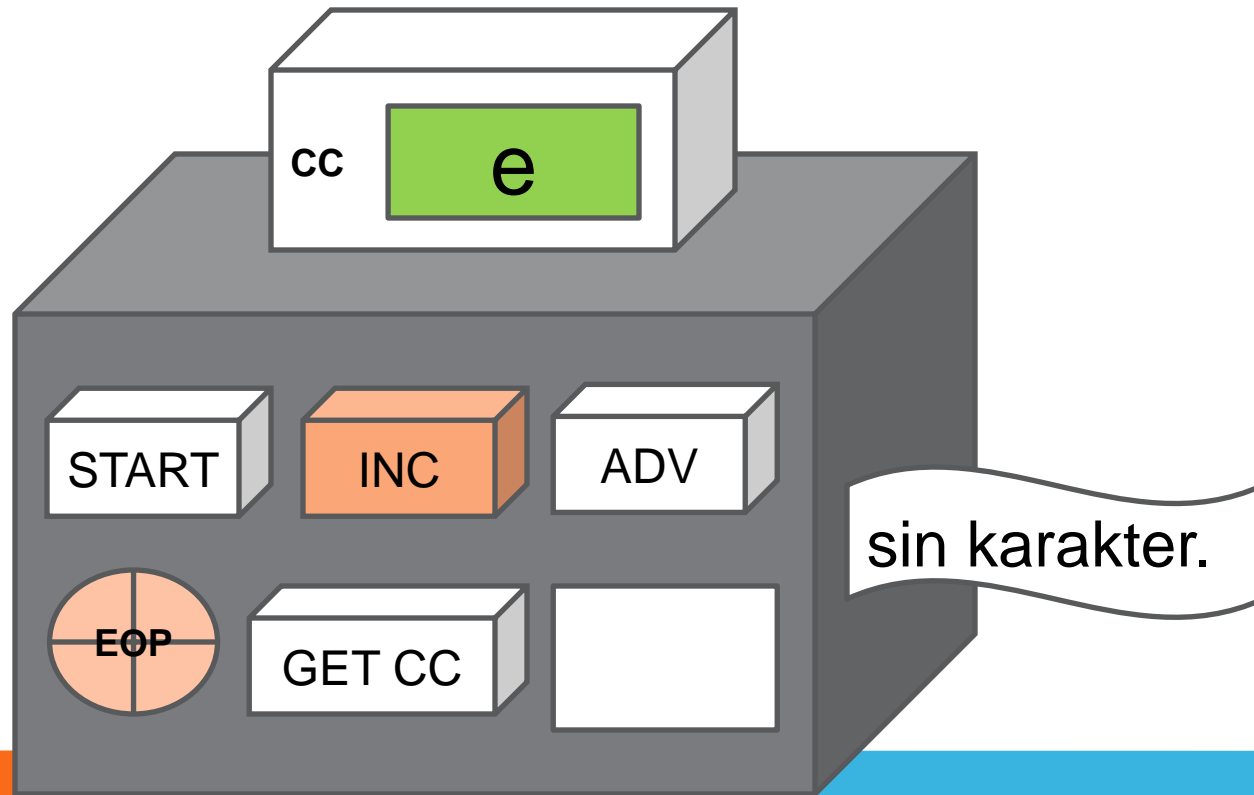 CC
e
START
INC
ADV
sin karakter.
EOP
GET CC